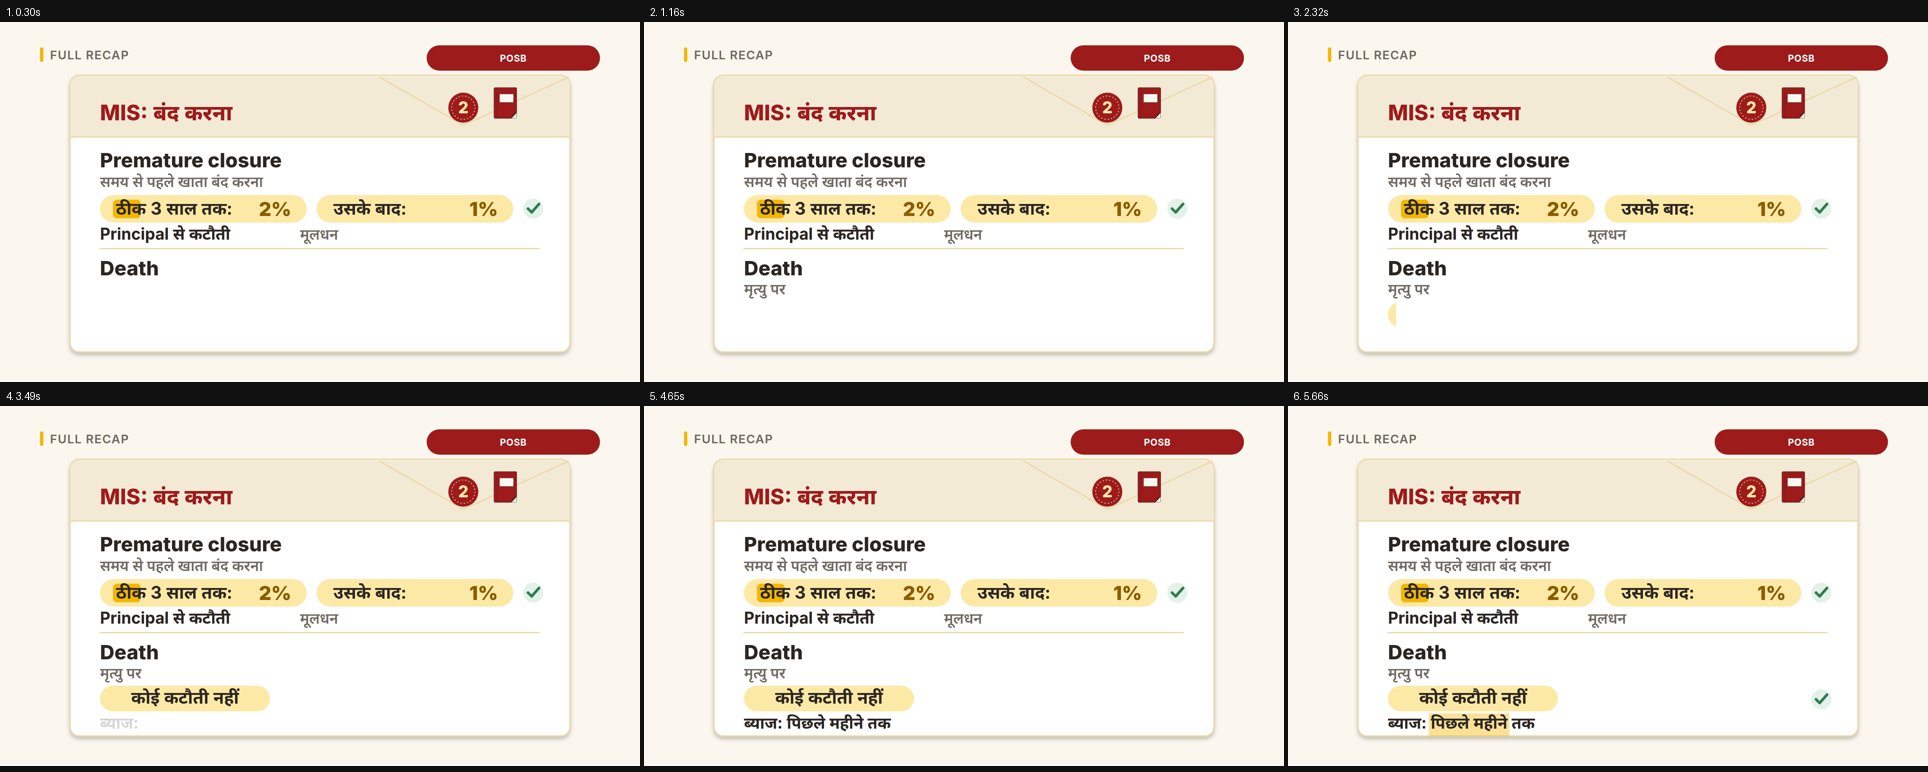 1. 0.30s
FULL RECAP
POSB
MIS: बंद करना
2
Premature closure
समय से पहले खाता बंद करना
ठीक 3 साल तक: 2% उसके बाद: 1%
Principal से कटौती मूलधन
Death
2. 1.16s
FULL RECAP
POSB
MIS: बंद करना
2
Premature closure
समय से पहले खाता बंद करना
ठीक 3 साल तक: 2% उसके बाद: 1%
Principal से कटौती मूलधन
Death
मृत्यु पर
3. 2.32s
FULL RECAP
POSB
MIS: बंद करना
2
Premature closure
समय से पहले खाता बंद करना
ठीक 3 साल तक: 2% उसके बाद: 1%
Principal से कटौती मूलधन
Death
मृत्यु पर
4. 3.49s
FULL RECAP
POSB
MIS: बंद करना
2
Premature closure
समय से पहले खाता बंद करना
ठीक 3 साल तक: 2% उसके बाद: 1%
Principal से कटौती मूलधन
Death
मृत्यु पर
कोई कटौती नहीं
ब्याज:
5. 4.65s
FULL RECAP
POSB
MIS: बंद करना
2
Premature closure
समय से पहले खाता बंद करना
ठीक 3 साल तक: 2% उसके बाद: 1%
Principal से कटौती मूलधन
Death
मृत्यु पर
कोई कटौती नहीं
ब्याज: पिछले महीने तक
6. 5.66s
FULL RECAP
POSB
MIS: बंद करना
2
Premature closure
समय से पहले खाता बंद करना
ठीक 3 साल तक: 2% उसके बाद: 1%
Principal से कटौती मूलधन
Death
मृत्यु पर
कोई कटौती नहीं
ब्याज: पिछले महीने तक